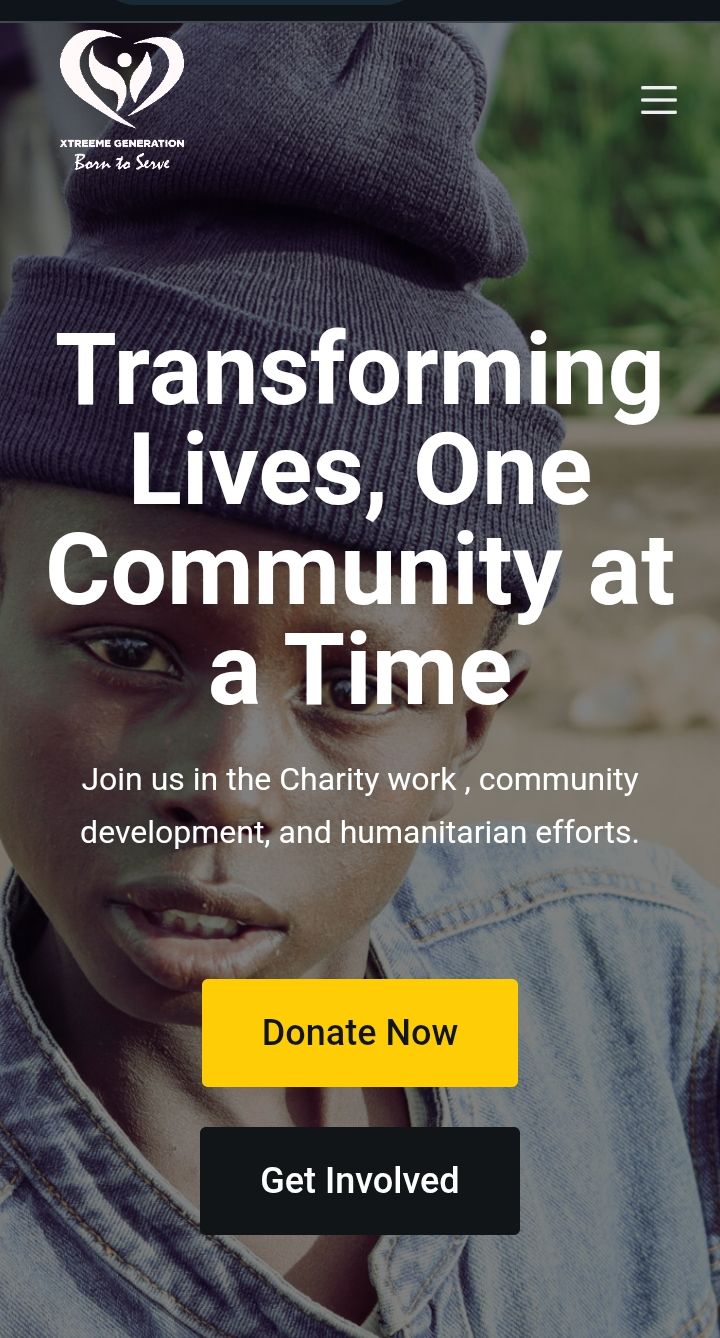 XTREEME GENERATION
Born to Serve
Transforming
Lives, One
Community at
a Time
Join us in the Charity work , community
development, and humanitarian efforts.
Donate Now
Get Involved